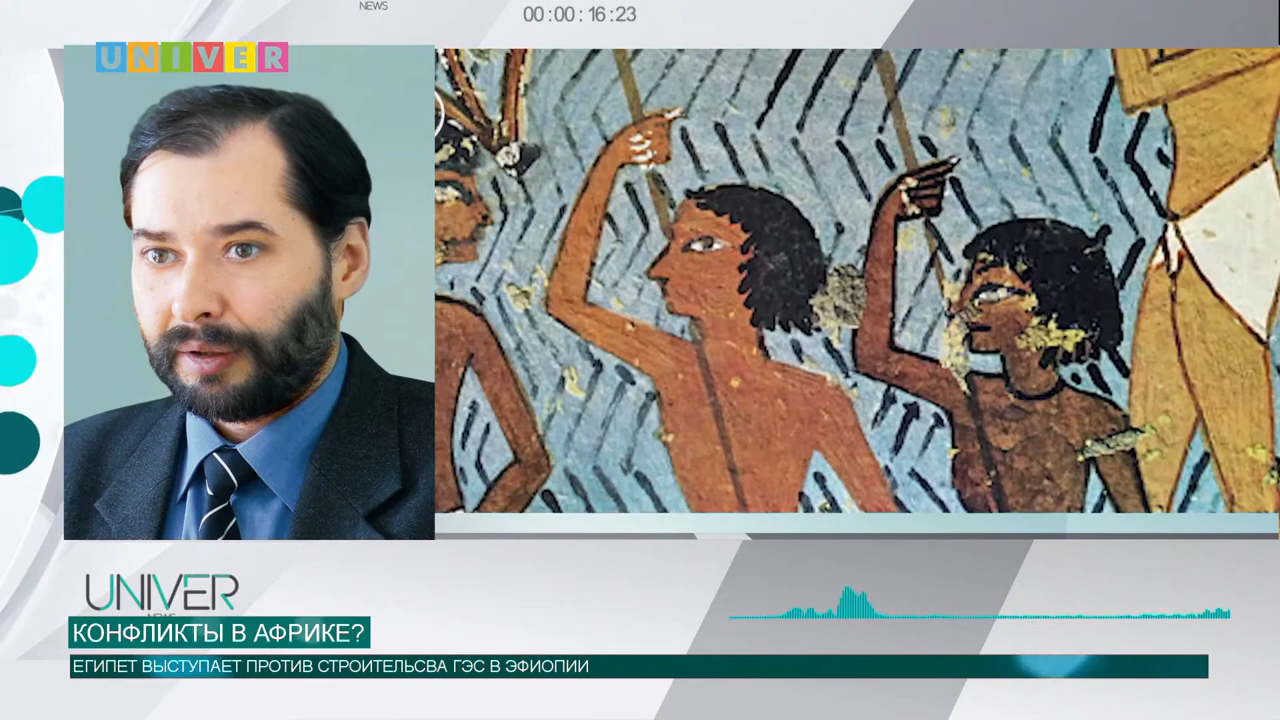 NEWS
00:00:16:23
UNIVER
UNIVER
КОНФЛИКТЫ В АФРИКЕ?
ЕГИПЕТ ВЫСТУПАЕТ ПРОТИВ СТРОИТЕЛЬСВА ГЭС В ЭФИОПИИ